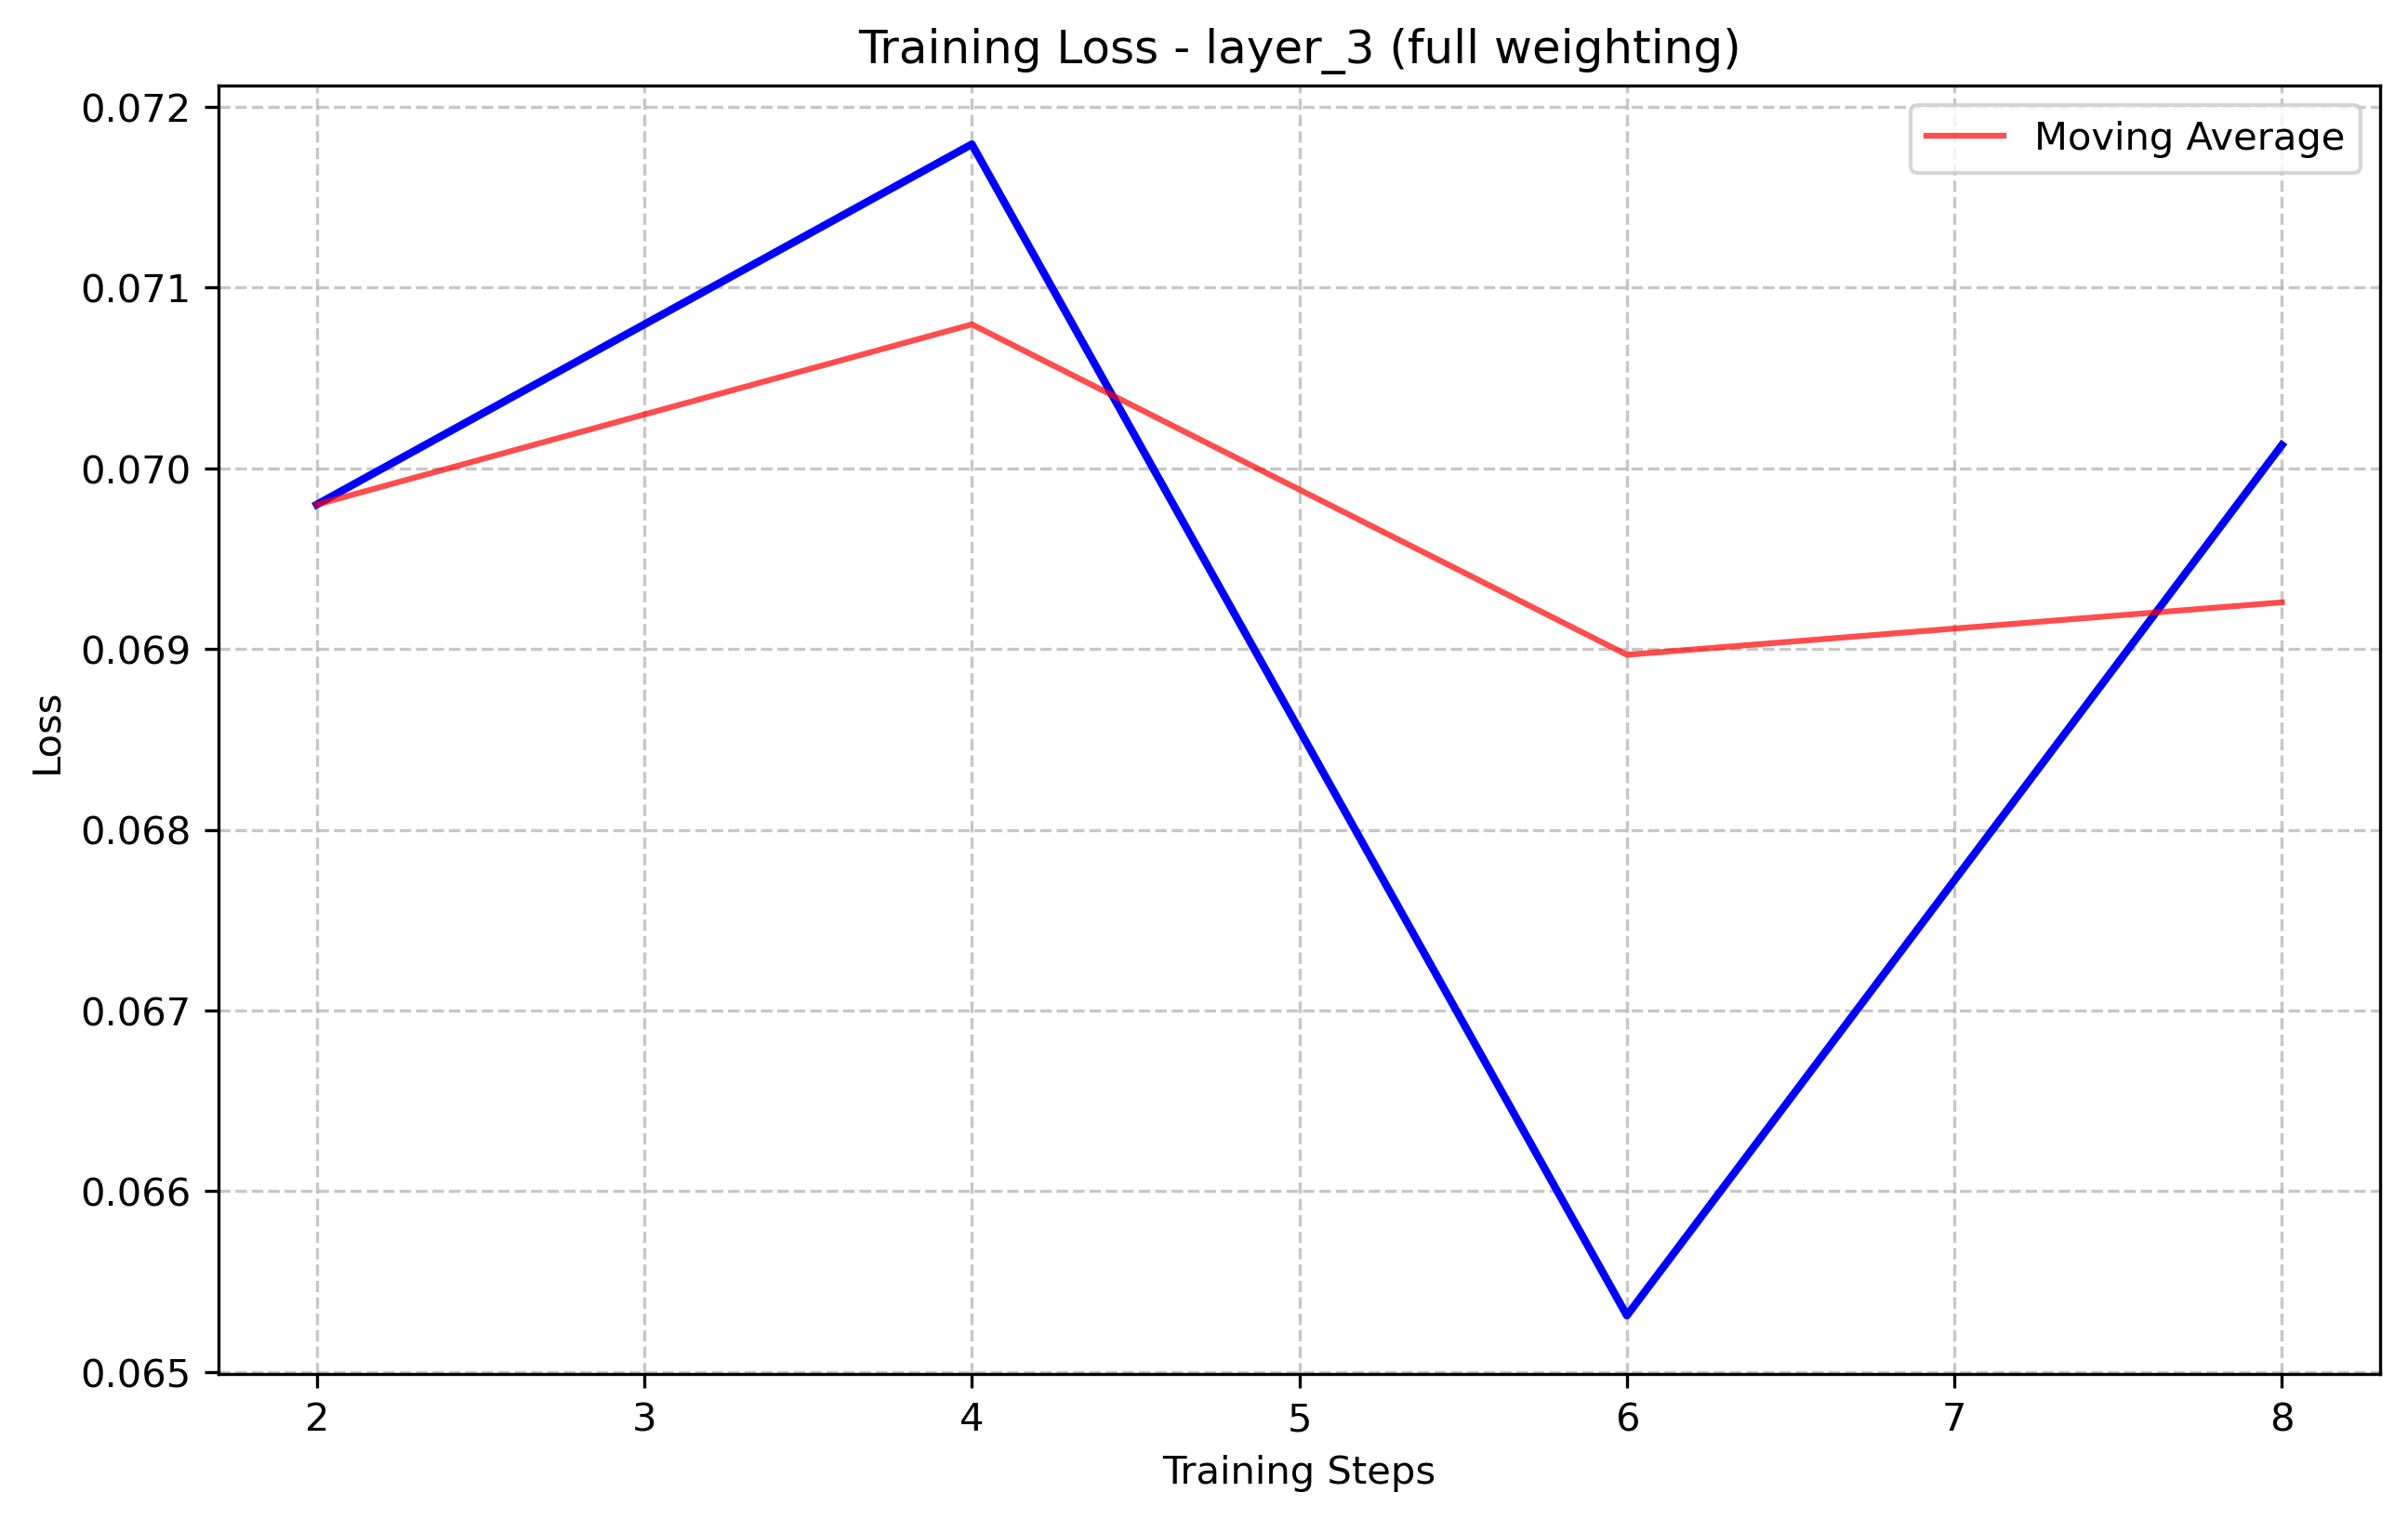 Training Loss - layer_3 (full weighting)
Moving Average
0.072
0.071
0.070
0.069
0.068
0.067
0.066
0.065
Loss
2 3 4 5 6 7 8
Training Steps